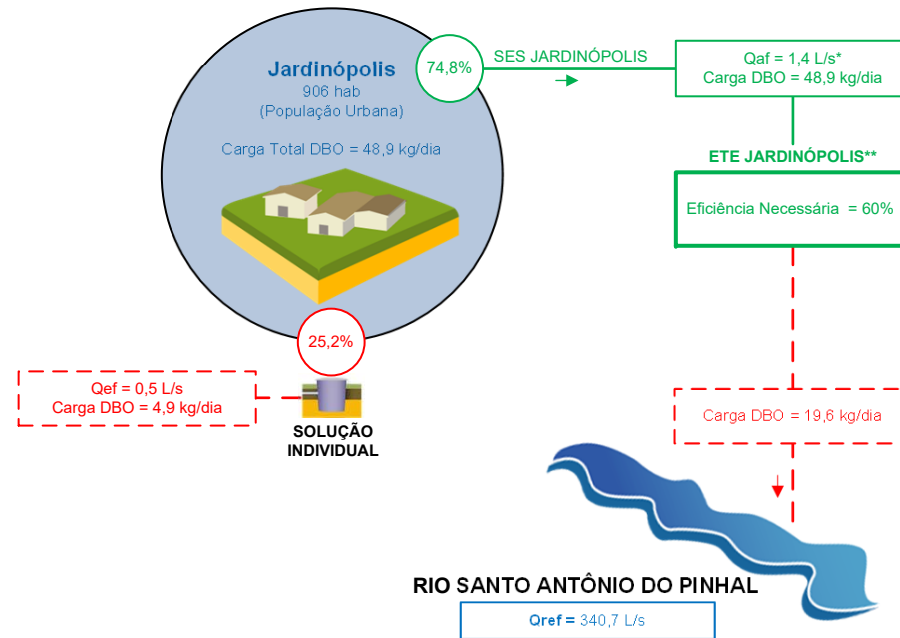 Jardinópolis
906 hab
(População Urbana)
Carga Total DBO = 48,9 kg/dia
74,8%
SES JARDINÓPOLIS
Qaf = 1,4 L/s*
Carga DBO = 48,9 kg/dia
ETE JARDINÓPOLIS**
Eficiência Necessária = 60%
25,2%
Qef = 0,5 L/s
Carga DBO = 4,9 kg/dia
SOLUÇÃO
INDIVIDUAL
Carga DBO = 19,6 kg/dia
RIO SANTO ANTÔNIO DO PINHAL
Qref = 340,7 L/s